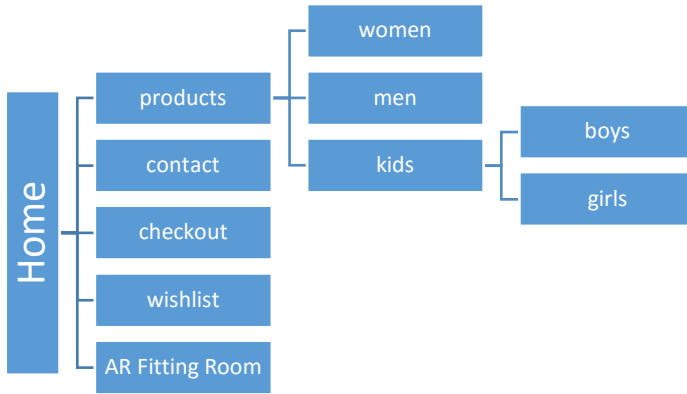 Home
products
women
men
kids
boys
girls
contact
checkout
wishlist
AR Fitting Room